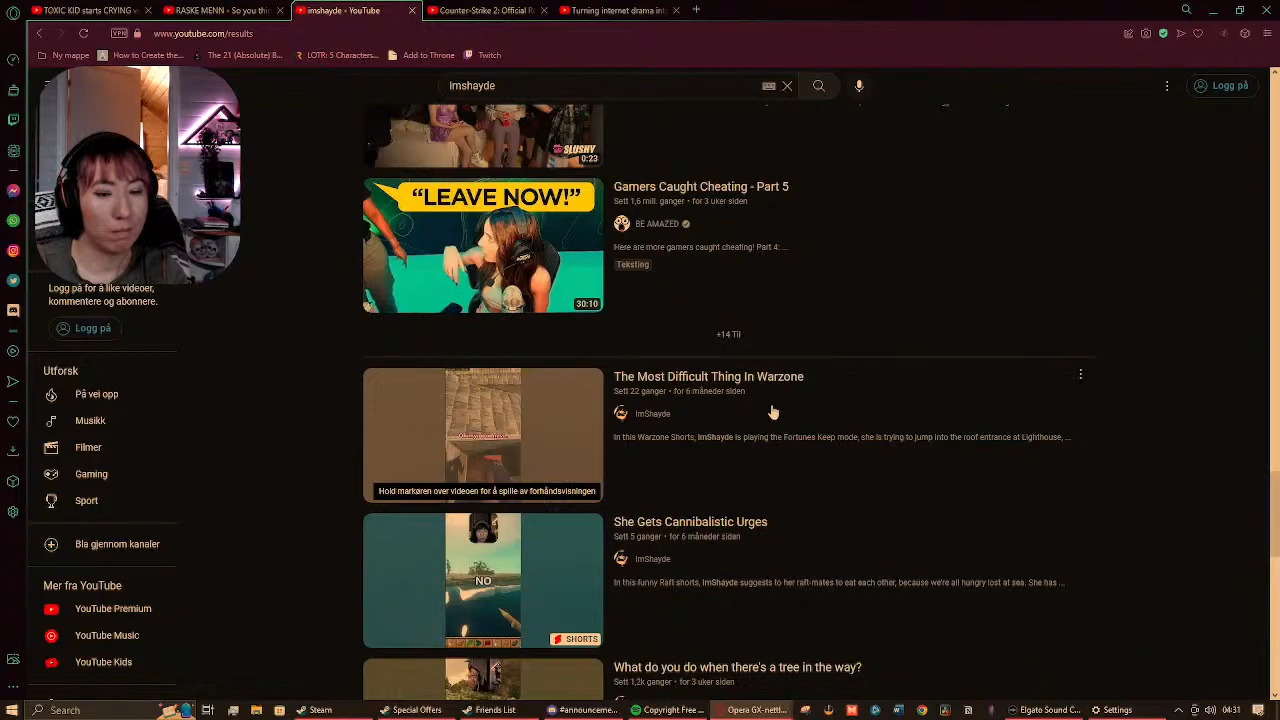 TOXIC KID starts CRYING w
RASKE MENN - So you thin
imshayde - YouTube
Counter-Strike 2: Official R
Turning internet drama int
VPN
www.youtube.com/results
Ny mappe
How to Create the...
The 21 (Absolute) B...
LOTR: 5 Characters...
Add to Throne
Twitch
Imshayde
Logg på
SLUSHY
0:23
"LEAVE NOW!"
30:10
Gamers Caught Cheating - Part 5
Sett 1,6 mill. ganger • for 3 uker siden
BE AMAZED
Here are more gamers caught cheating! Part 4: ...
Teksting
Logg på for å like videoer,
kommentere og abonnere.
Logg på
+14 Til
Utforsk
På vei opp
Musikk
Filmer
Gaming
Sport
Bla gjennom kanaler
Mer fra YouTube
YouTube Premium
YouTube Music
YouTube Kids
The Most Difficult Thing In Warzone
Sett 22 ganger • for 6 måneder siden
ImShayde
In this Warzone Shorts, ImShayde is playing the Fortunes Keep mode, she is trying to jump into the roof entrance at Lighthouse, ...
Hold markøren over videoen for å spille av forhåndsvisningen
She Gets Cannibalistic Urges
Sett 5 ganger • for 6 måneder siden
ImShayde
In this funny Raft shorts, ImShayde suggests to her raft-mates to eat each other, because we're all hungry lost at sea. She has ...
NO
SHORTS
What do you do when there's a tree in the way?
Sett 1,2k ganger • for 3 uker siden
Search
Steam
Special Offers
Friends List
#announceme...
Copyright Free ...
Opera GX-nettl...
Elgato Sound C...
Settings
04:31